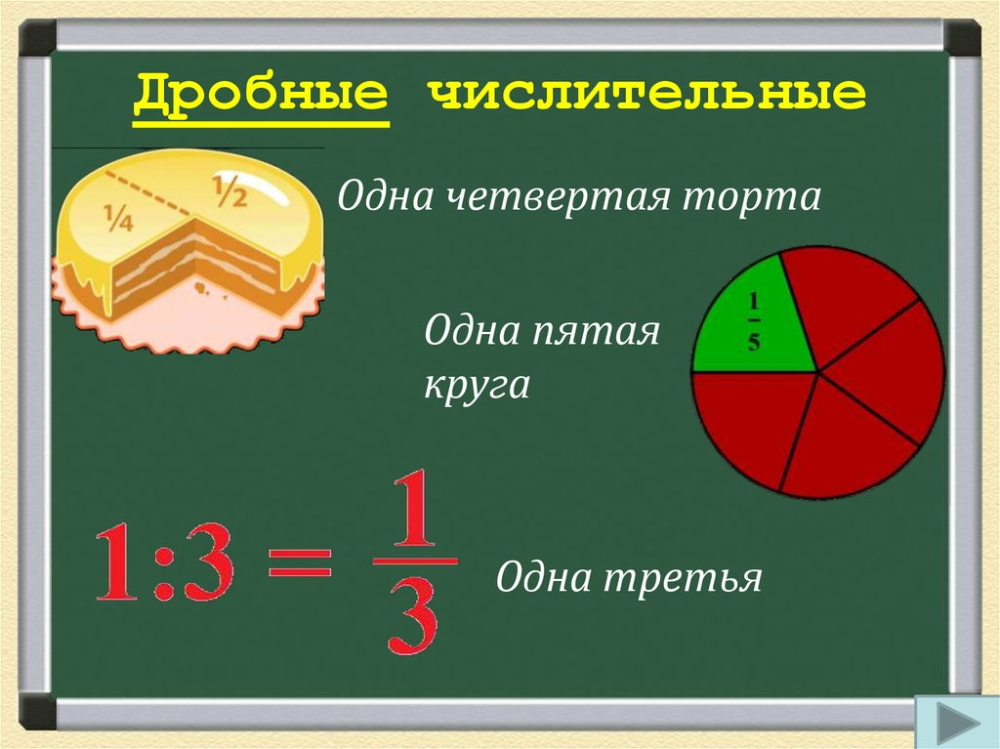 Дробные числительные
½
¼
Одна четвертая торта
1
5
Одна пятая
круга
1:3 = 1/3
Одна третья